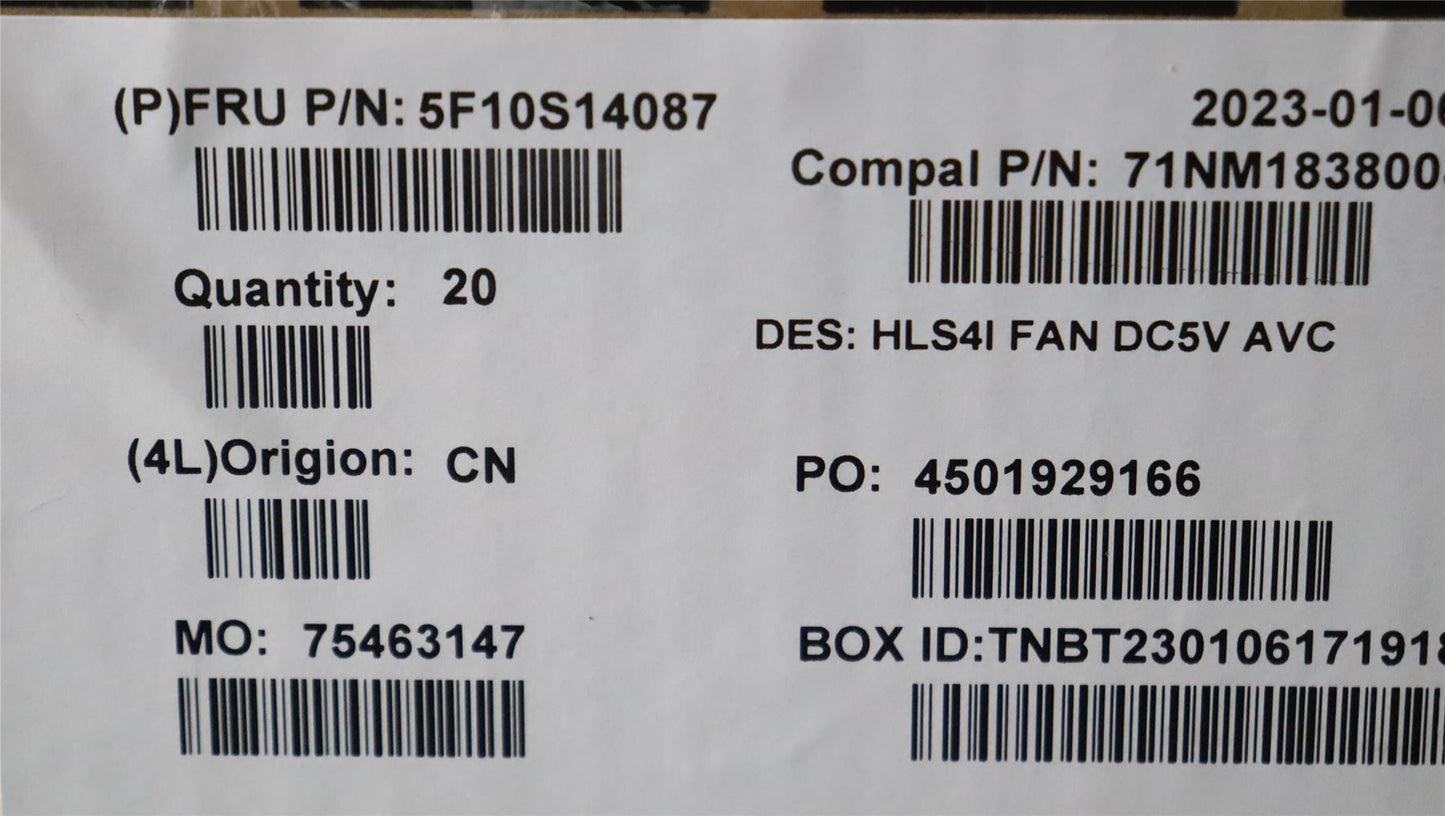 (P)FRU P/N: 5F10S14087
2023-01-0
Compal P/N: 71NM183800
Quantity: 20
DES: HLS4I FAN DC5V AVC
(4L)Origion: CN
PO: 4501929166
MO: 75463147
BOX ID:TNBT23010617191